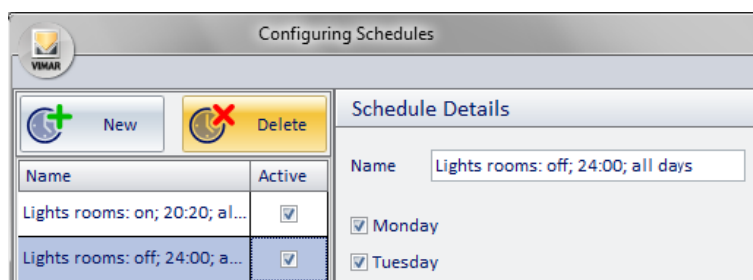 Configuring Schedules
VIMAR
New
Delete
Name
Active
Lights rooms: on; 20:20; al...
Lights rooms: off; 24:00; a...
Schedule Details
Name
Lights rooms: off; 24:00; all days
Monday
Tuesday